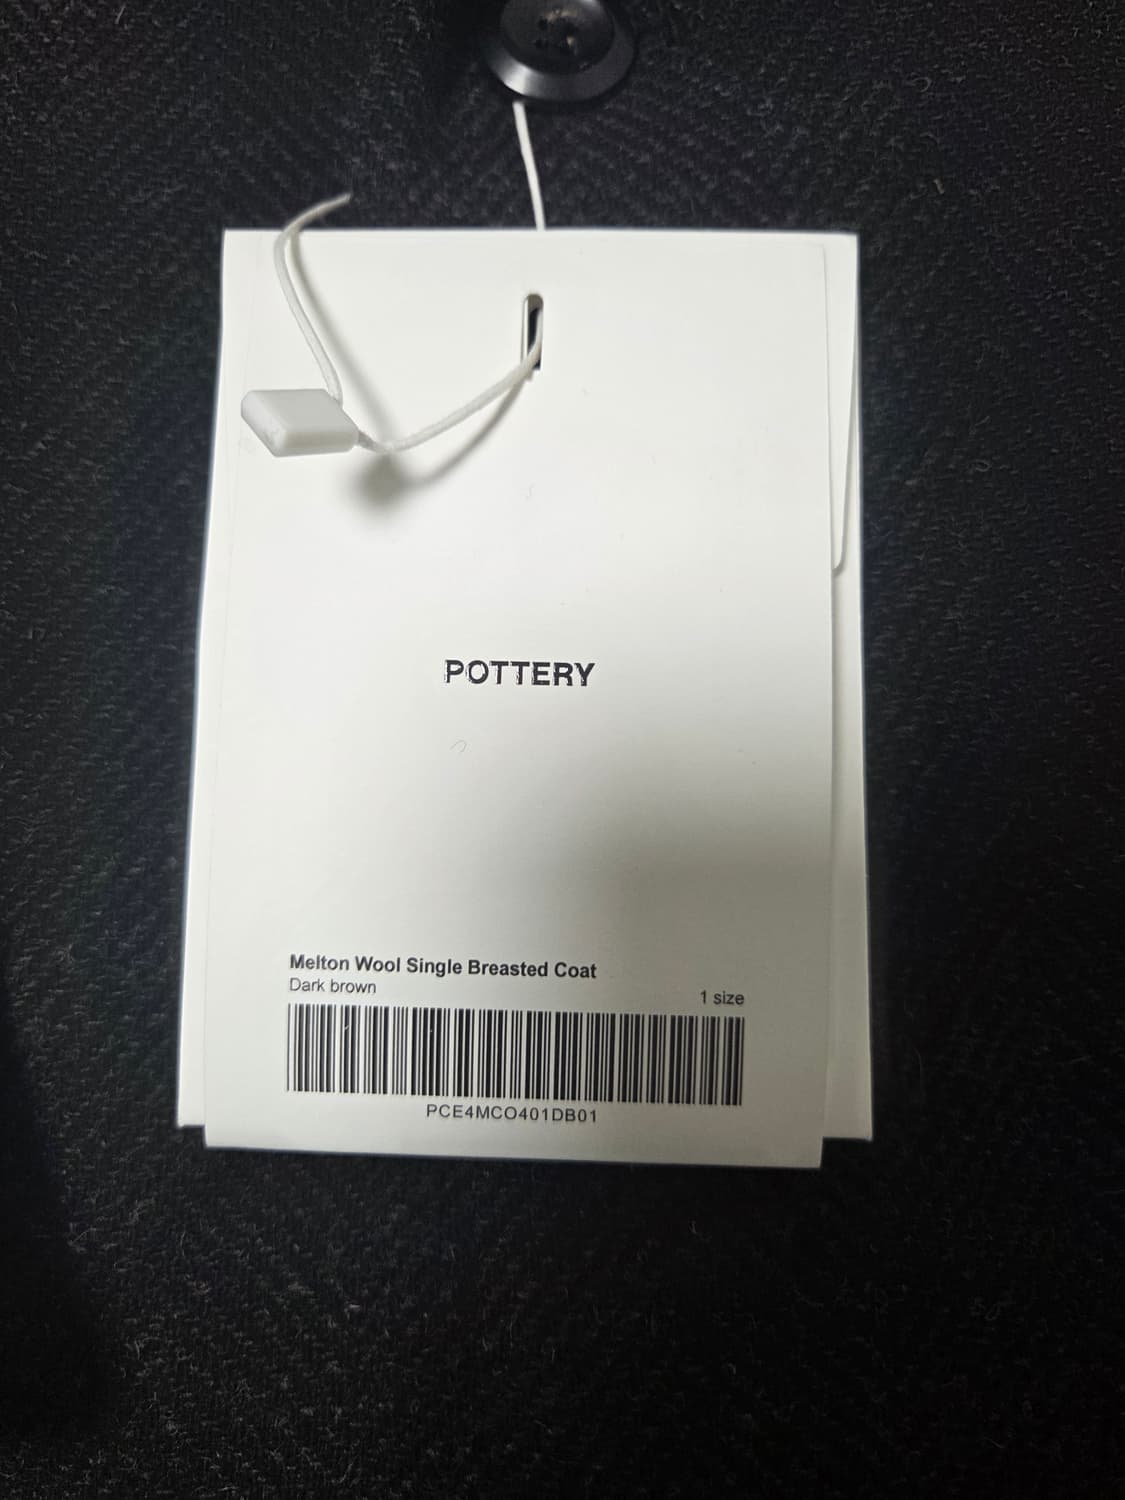 POTTERY
Melton Wool Single Breasted Coat
Dark brown
1 size
PCE4MCO401DB01